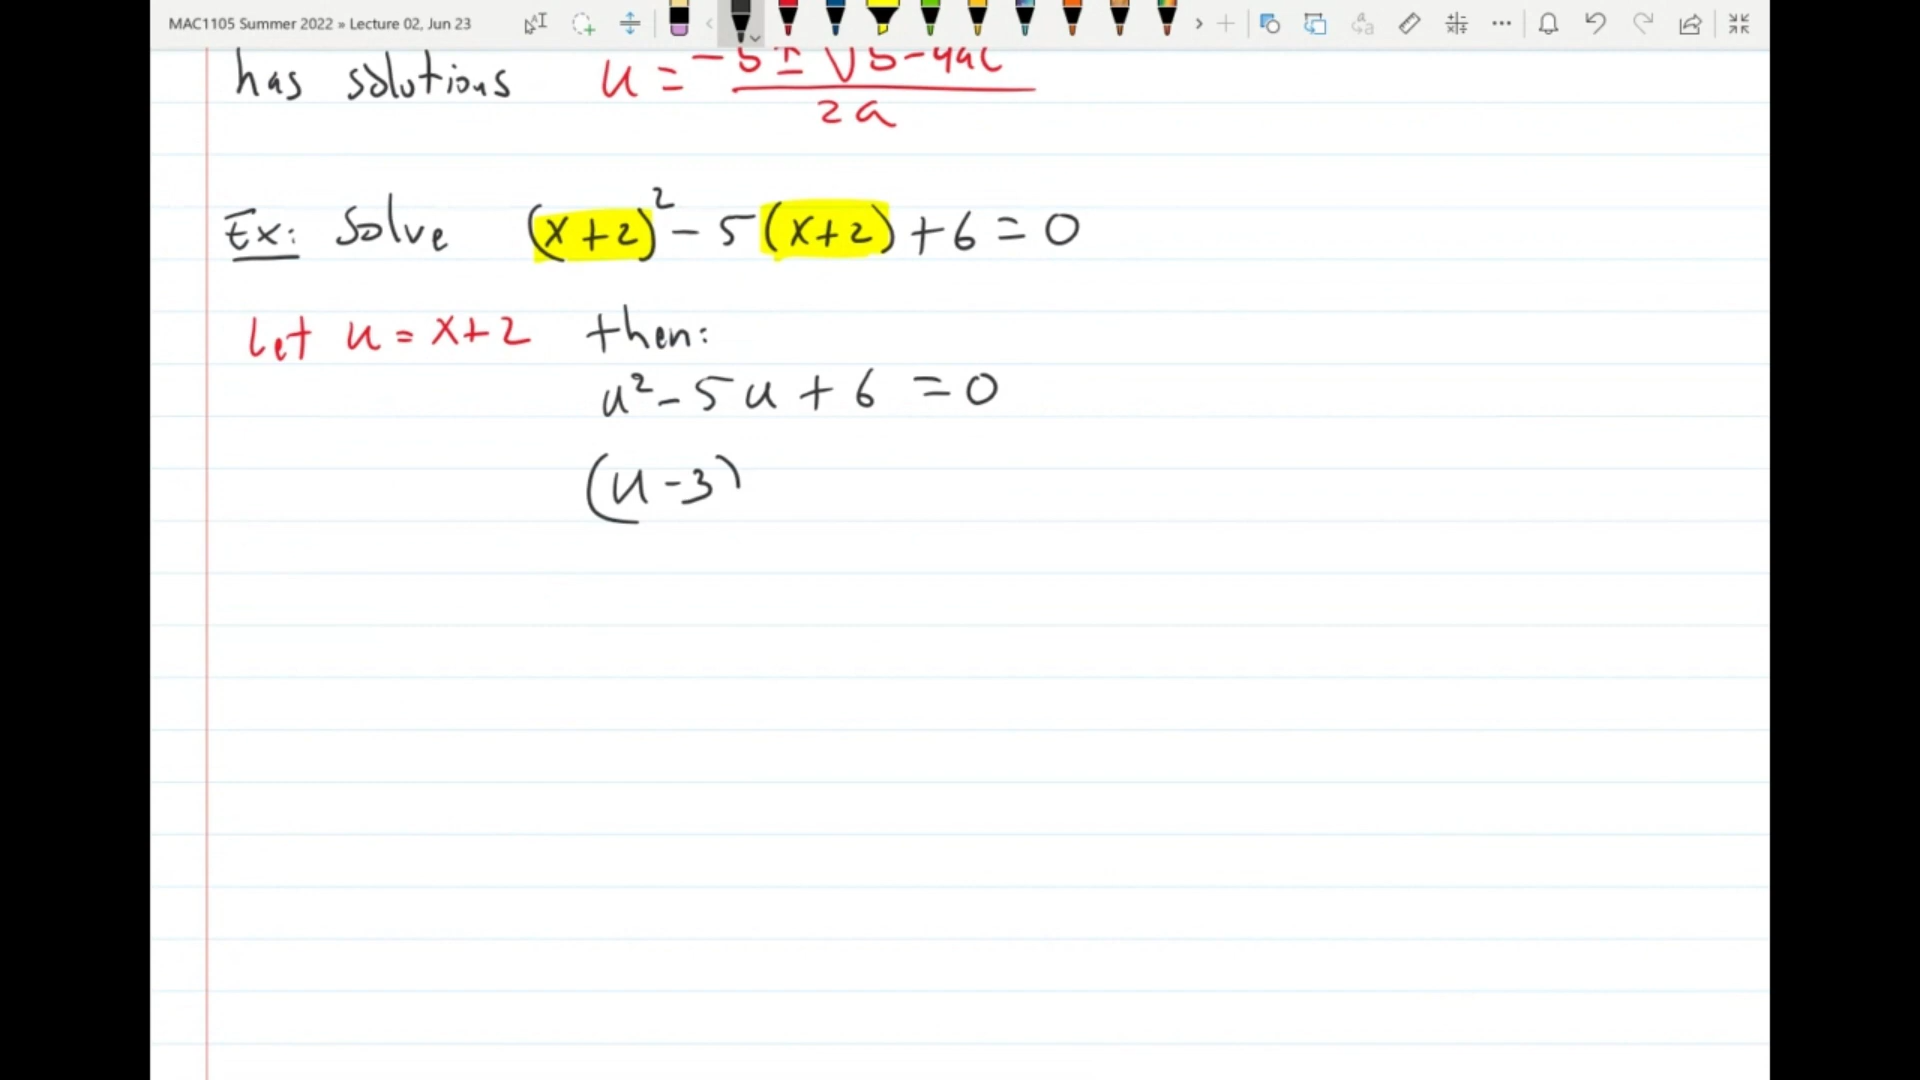 MAC1105 Summer 2022 » Lecture 02, Jun 23
has solutions u = -b ± √b-4ac / 2a
Ex: Solve (x+2)² - 5(x+2) + 6 = 0
Let u = x+2 then:
u² - 5u + 6 = 0
(u-3)